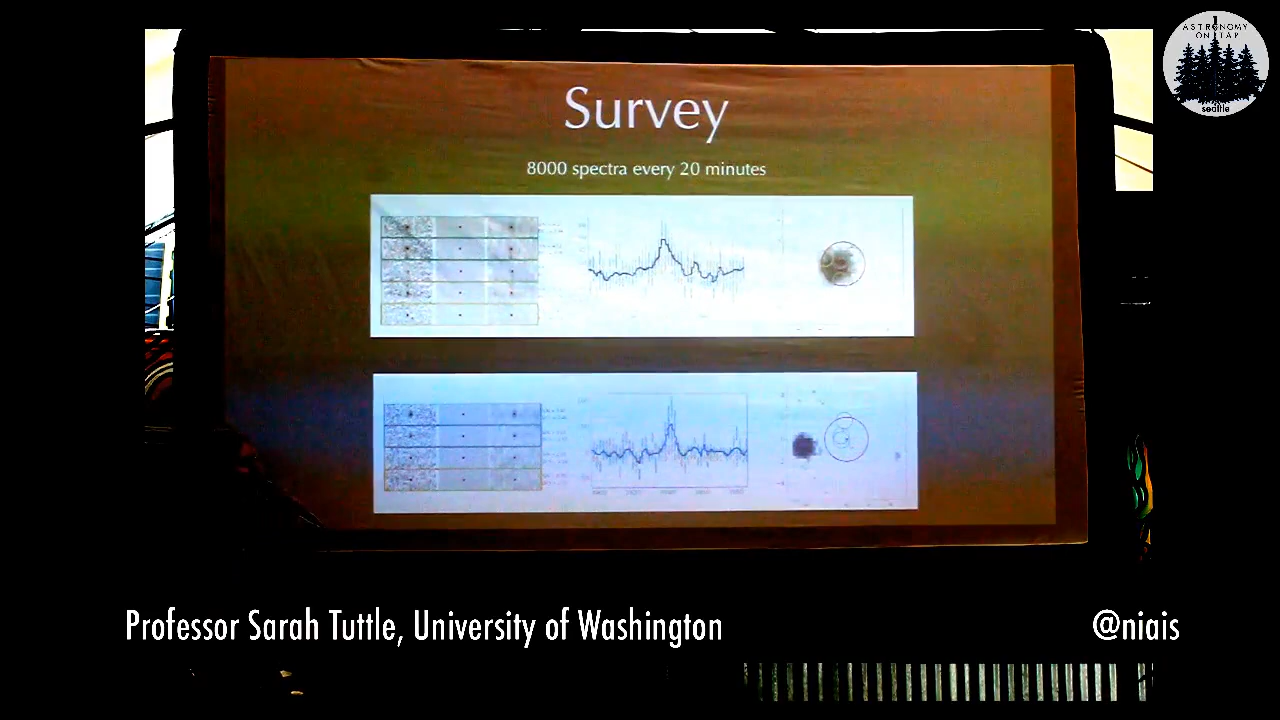 ASTRONOMY
ON TAP
seattle
Survey
8000 spectra every 20 minutes
Professor Sarah Tuttle, University of Washington
@niais